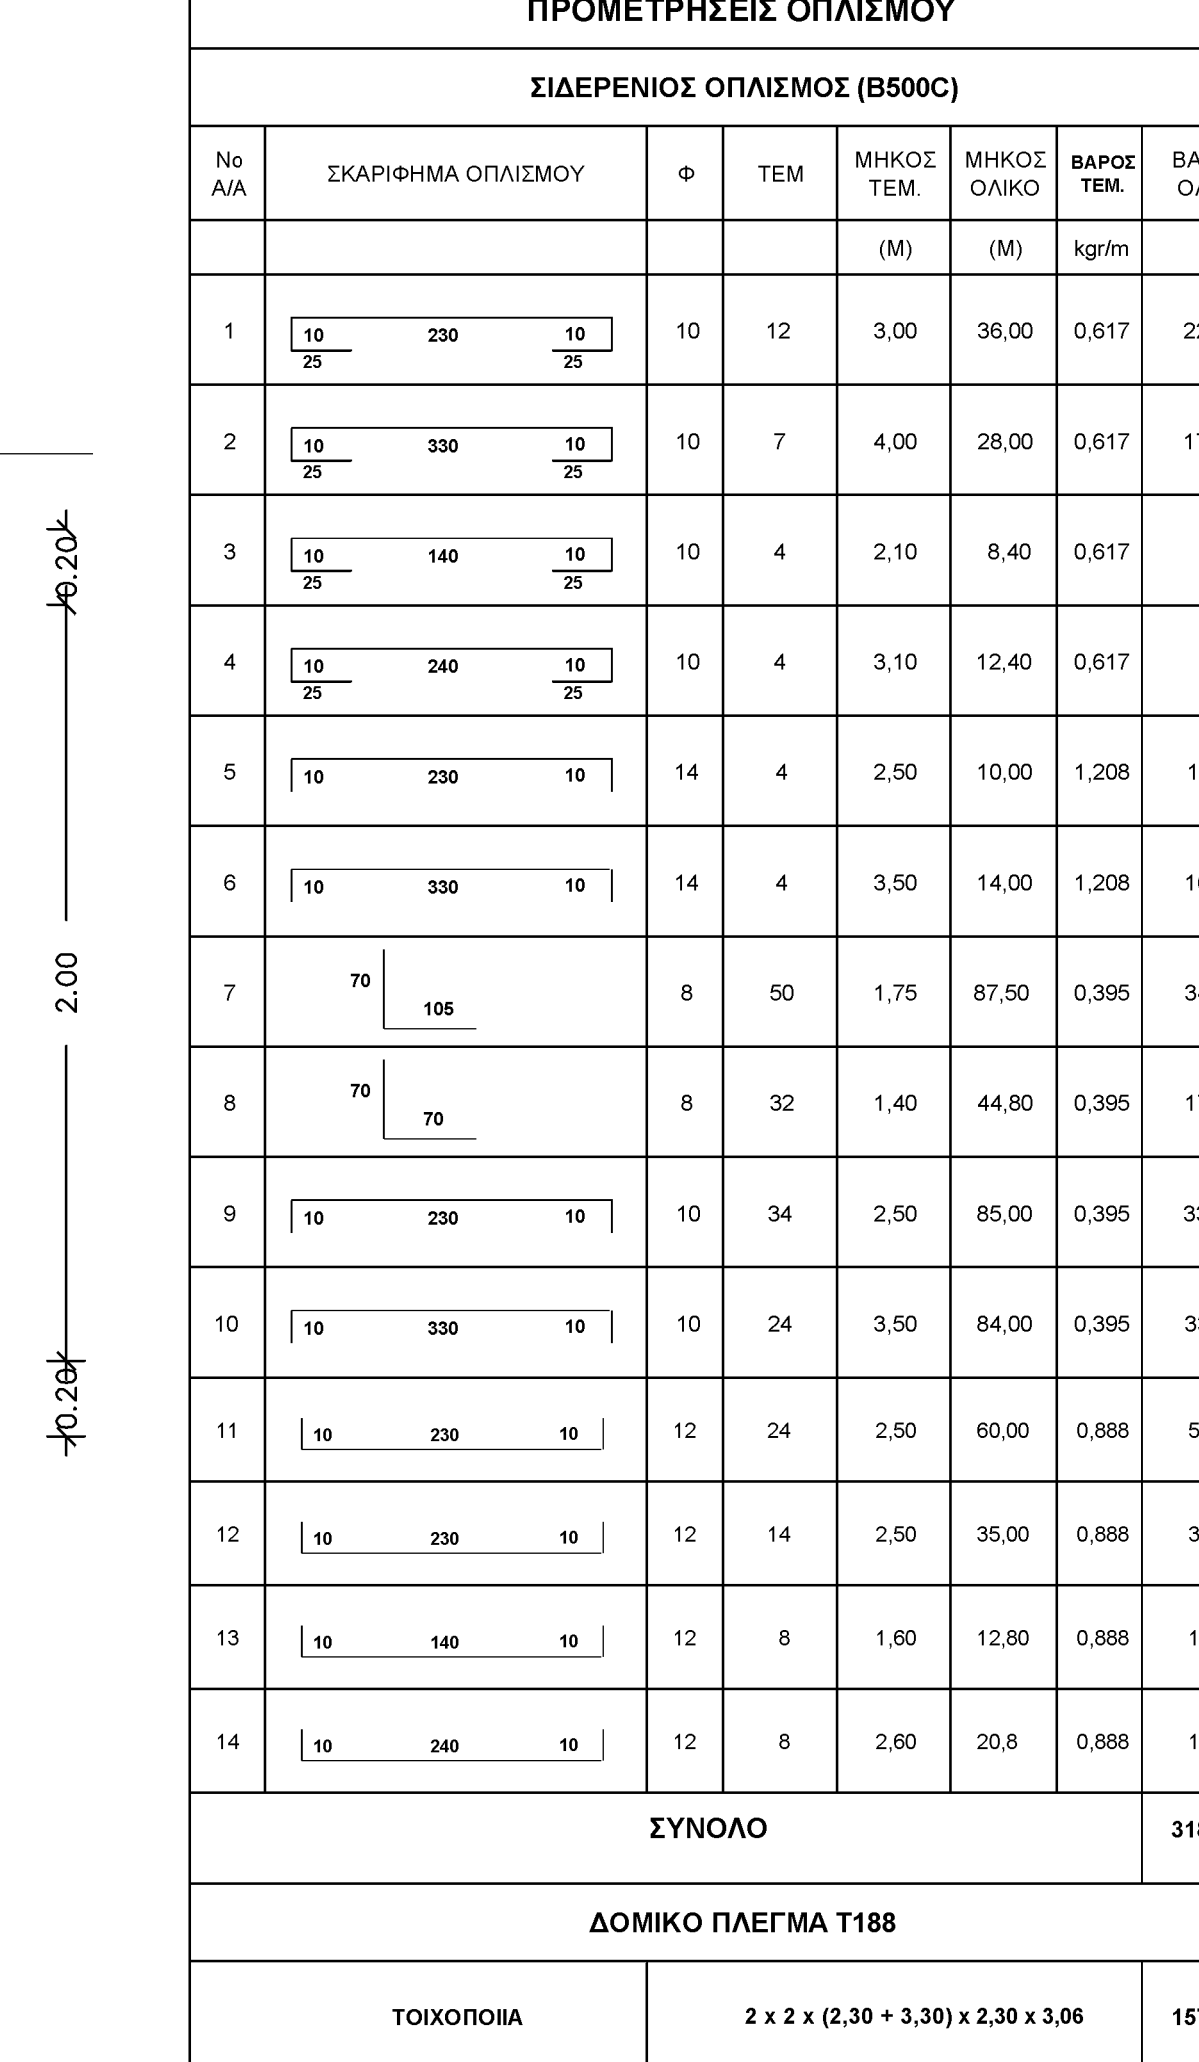 ΠΡΟΜΕΤΡΗΣΕΙΣ ΟΠΛΙΣΜΟΥ
ΣΙΔΕΡΕΝΙΟΣ ΟΠΛΙΣΜΟΣ (B500C)
No Α/Α ΣΚΑΡΙΦΗΜΑ ΟΠΛΙΣΜΟΥ Φ ΤΕΜ ΜΗΚΟΣ ΤΕΜ. ΜΗΚΟΣ ΟΛΙΚΟ ΒΑΡΟΣ ΤΕΜ.
(M) (M) kgr/m
1 10 230 10 25 25 10 12 3,00 36,00 0,617
2 10 330 10 25 25 10 7 4,00 28,00 0,617
3 10 140 10 25 25 10 4 2,10 8,40 0,617
4 10 240 10 25 25 10 4 3,10 12,40 0,617
5 10 230 10 14 4 2,50 10,00 1,208
6 10 330 10 14 4 3,50 14,00 1,208
7 70 105 8 50 1,75 87,50 0,395
8 70 70 8 32 1,40 44,80 0,395
9 10 230 10 10 34 2,50 85,00 0,395
10 10 330 10 10 24 3,50 84,00 0,395
11 10 230 10 12 24 2,50 60,00 0,888
12 10 230 10 12 14 2,50 35,00 0,888
13 10 140 10 12 8 1,60 12,80 0,888
14 10 240 10 12 8 2,60 20,8 0,888
ΣΥΝΟΛΟ
ΔΟΜΙΚΟ ΠΛΕΓΜΑ T188
ΤΟΙΧΟΠΟΙΙΑ 2 x 2 x (2,30 + 3,30) x 2,30 x 3,06
0.20
2.00
0.20